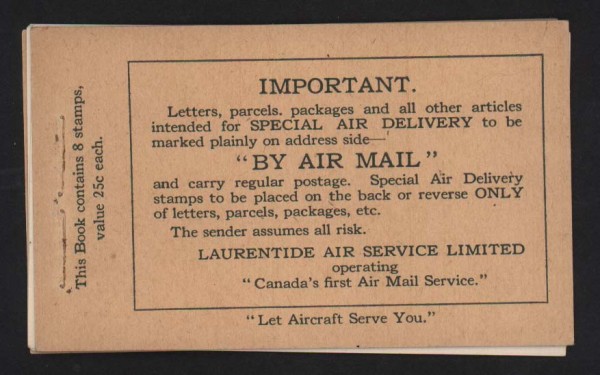 This Book contains 8 stamps,
value 25c each.
IMPORTANT.
Letters, parcels. packages and all other articles
intended for SPECIAL AIR DELIVERY to be
marked plainly on address side—
"BY AIR MAIL"
and carry regular postage. Special Air Delivery
stamps to be placed on the back or reverse ONLY
of letters, parcels, packages, etc.
The sender assumes all risk.
LAURENTIDE AIR SERVICE LIMITED
operating
"Canada's first Air Mail Service."
"Let Aircraft Serve You."